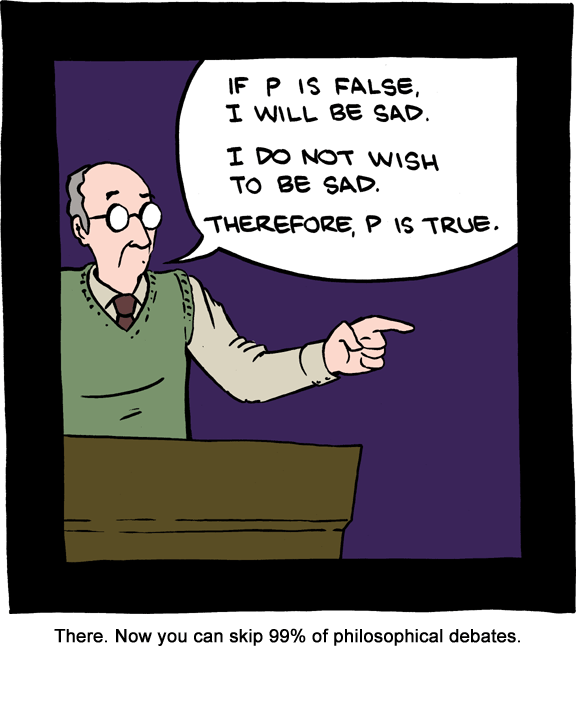 IF P IS FALSE,
I WILL BE SAD.
I DO NOT WISH
TO BE SAD.
THEREFORE, P IS TRUE.
There. Now you can skip 99% of philosophical debates.